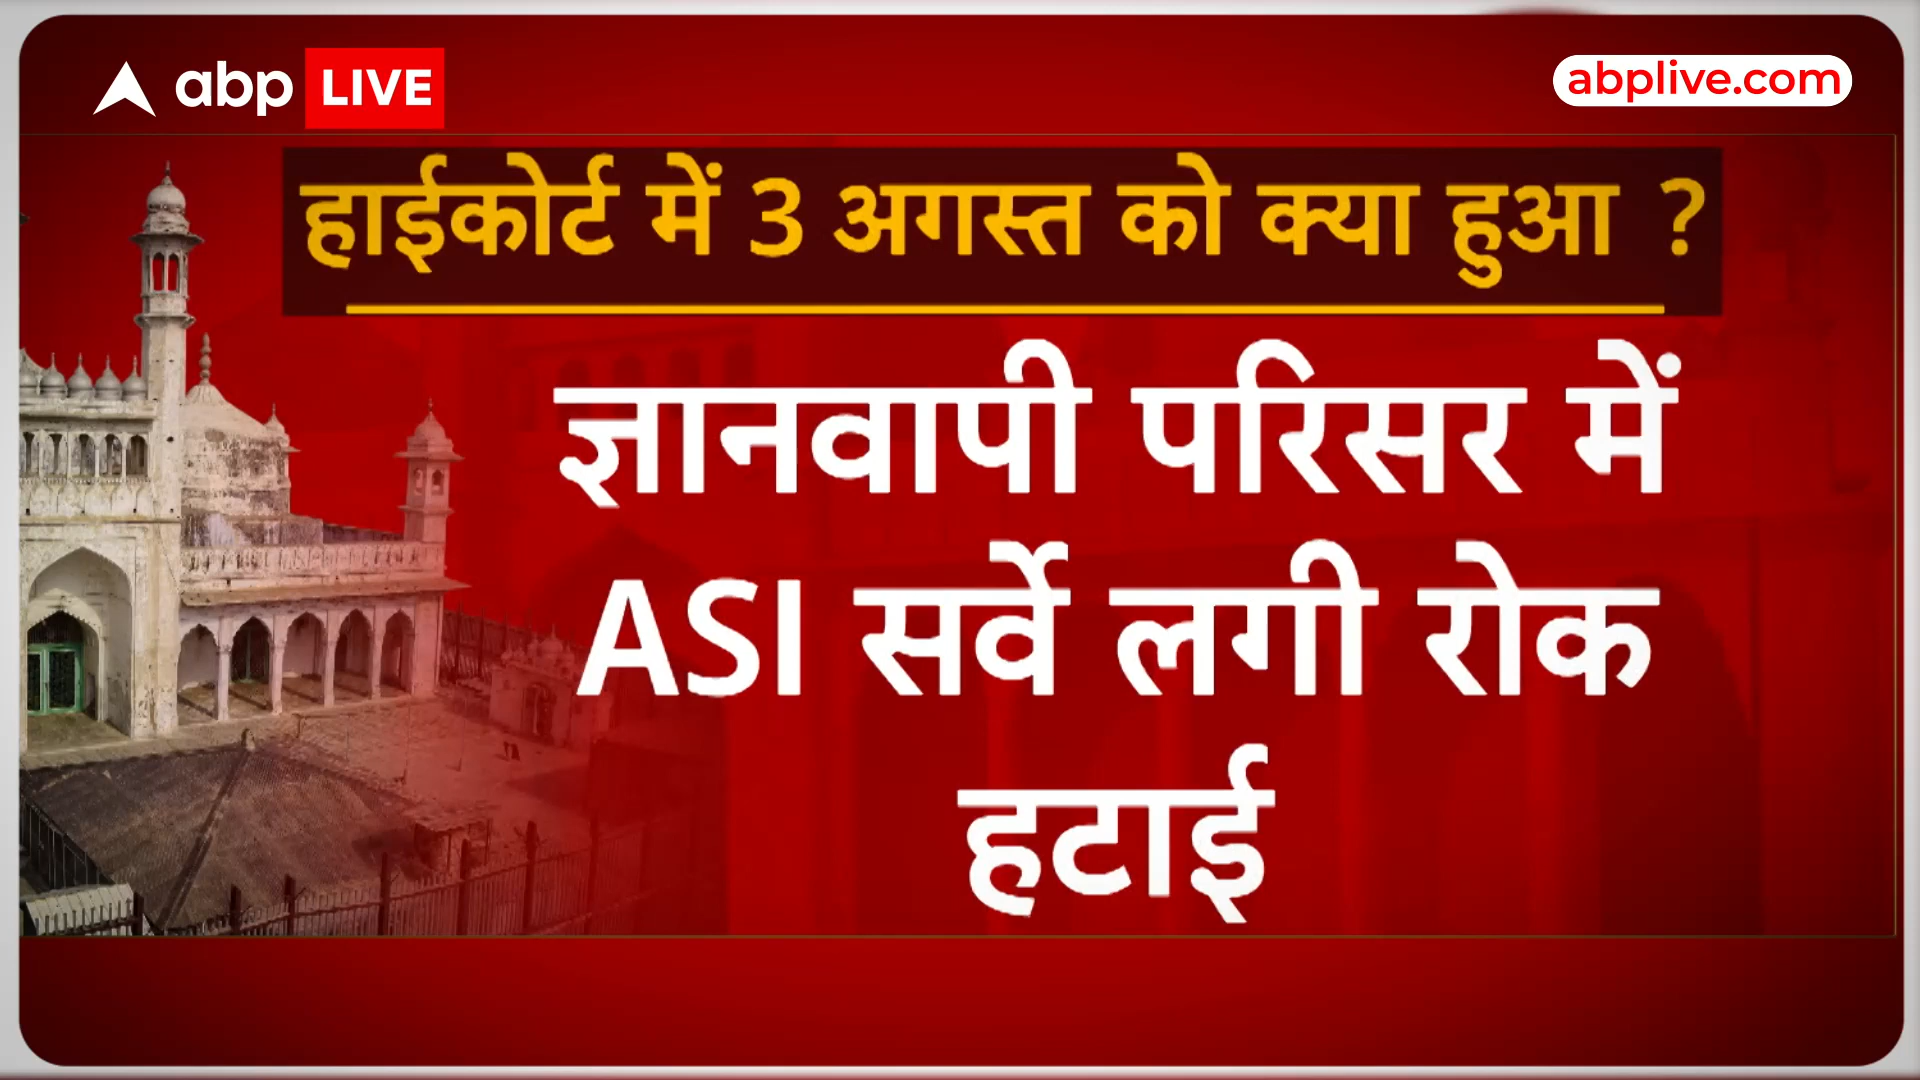 abp LIVE
abplive.com
हाईकोर्ट में 3 अगस्त को क्या हुआ ?
ज्ञानवापी परिसर में
ASI सर्वे लगी रोक
हटाई